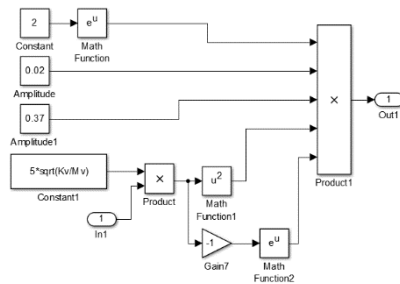 2
e^u
Constant
Math
Function
0.02
Amplitude
×
1
Out1
0.37
Amplitude1
Product1
5*sqrt(Kv/Mv)
Constant1
×
Product
u^2
Math
Function1
1
In1
-1
Gain7
e^u
Math
Function2